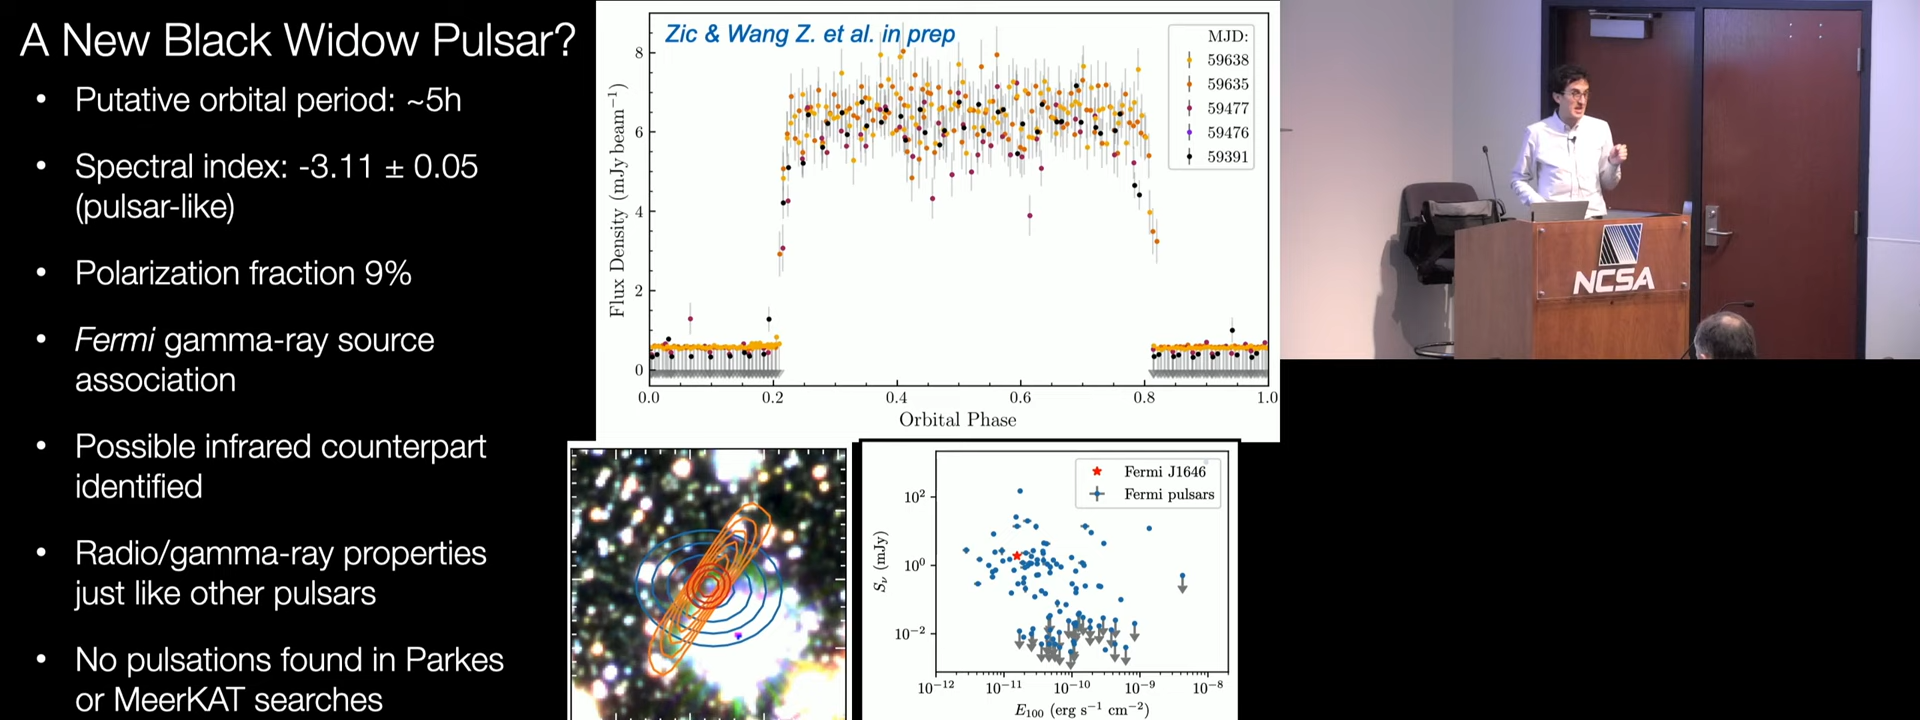 A New Black Widow Pulsar?
• Putative orbital period: ~5h
• Spectral index: -3.11 ± 0.05
(pulsar-like)
• Polarization fraction 9%
• Fermi gamma-ray source
association
• Possible infrared counterpart
identified
• Radio/gamma-ray properties
just like other pulsars
• No pulsations found in Parkes
or MeerKAT searches
Zic & Wang Z. et al. in prep
MJD:
59638
59635
59477
59476
59391
Flux Density (mJy beam⁻¹)
8
6
4
2
0
0.0 0.2 0.4 0.6 0.8 1.0
Orbital Phase
Fermi J1646
Fermi pulsars
Sᵥ (mJy)
10²
10⁰
10⁻²
10⁻¹² 10⁻¹¹ 10⁻¹⁰ 10⁻⁹ 10⁻⁸
E₁₀₀ (erg s⁻¹ cm⁻²)
NCSA